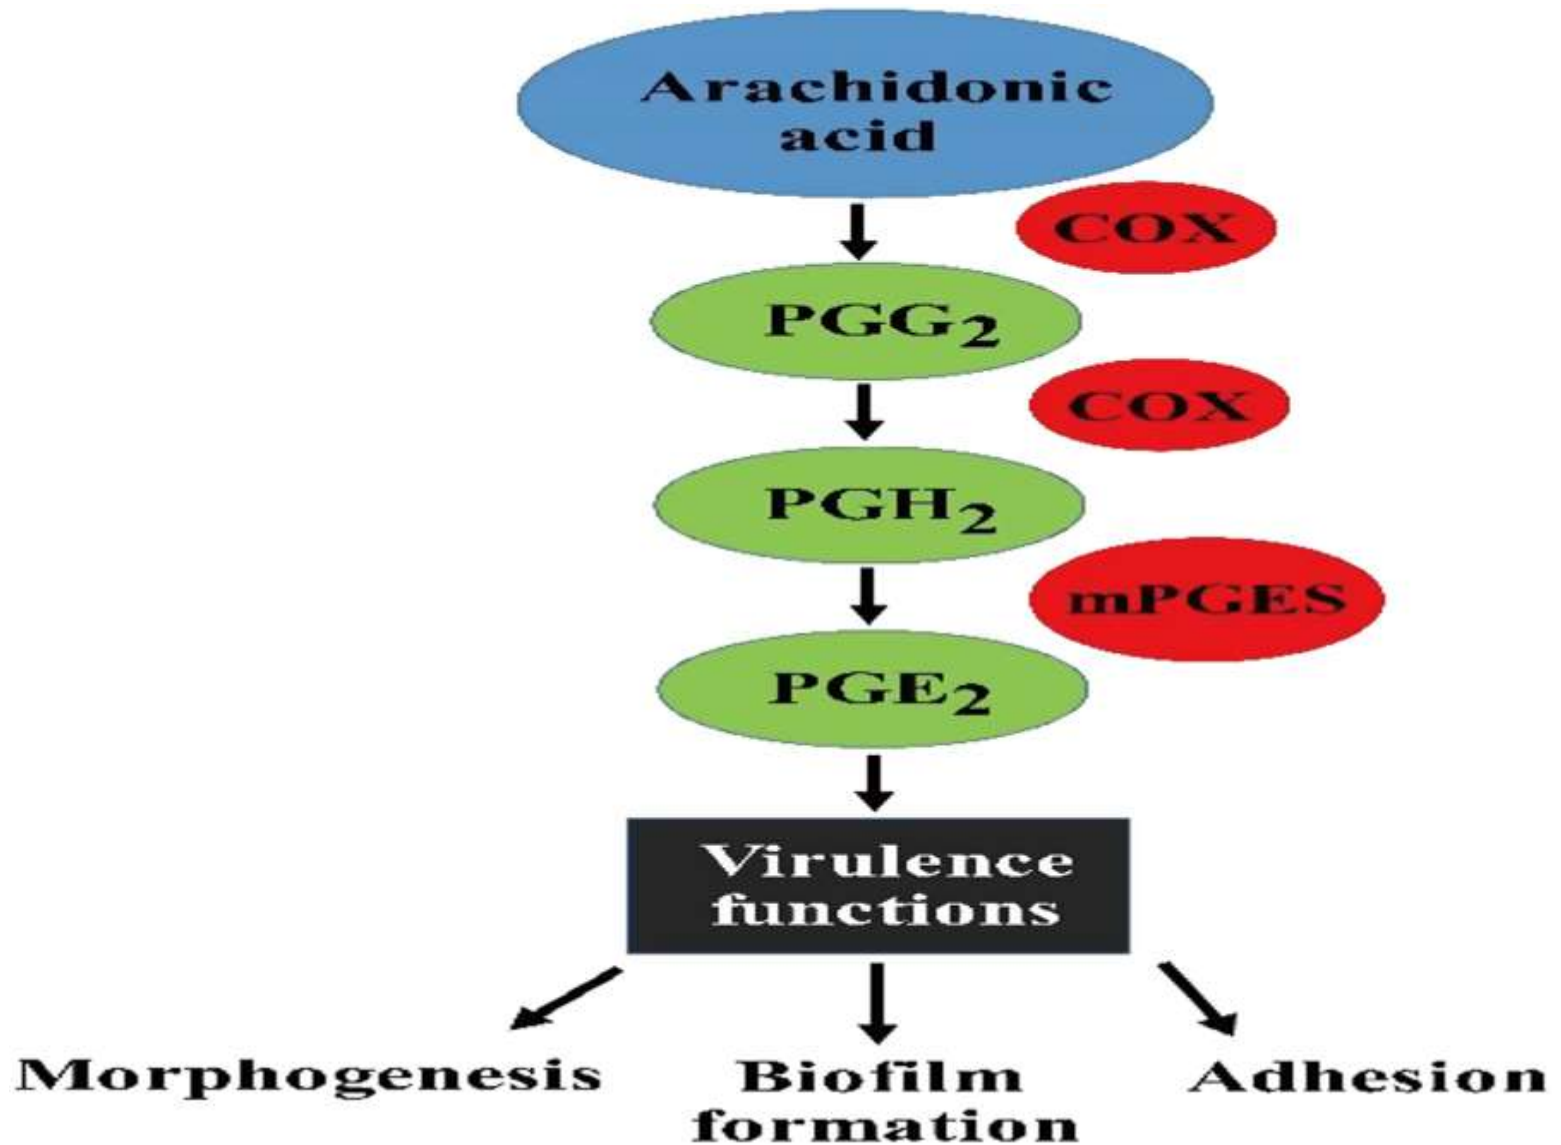 Arachidonic
acid
COX
PGG₂
COX
PGH₂
mPGES
PGE₂
Virulence
functions
Morphogenesis
Biofilm
formation
Adhesion